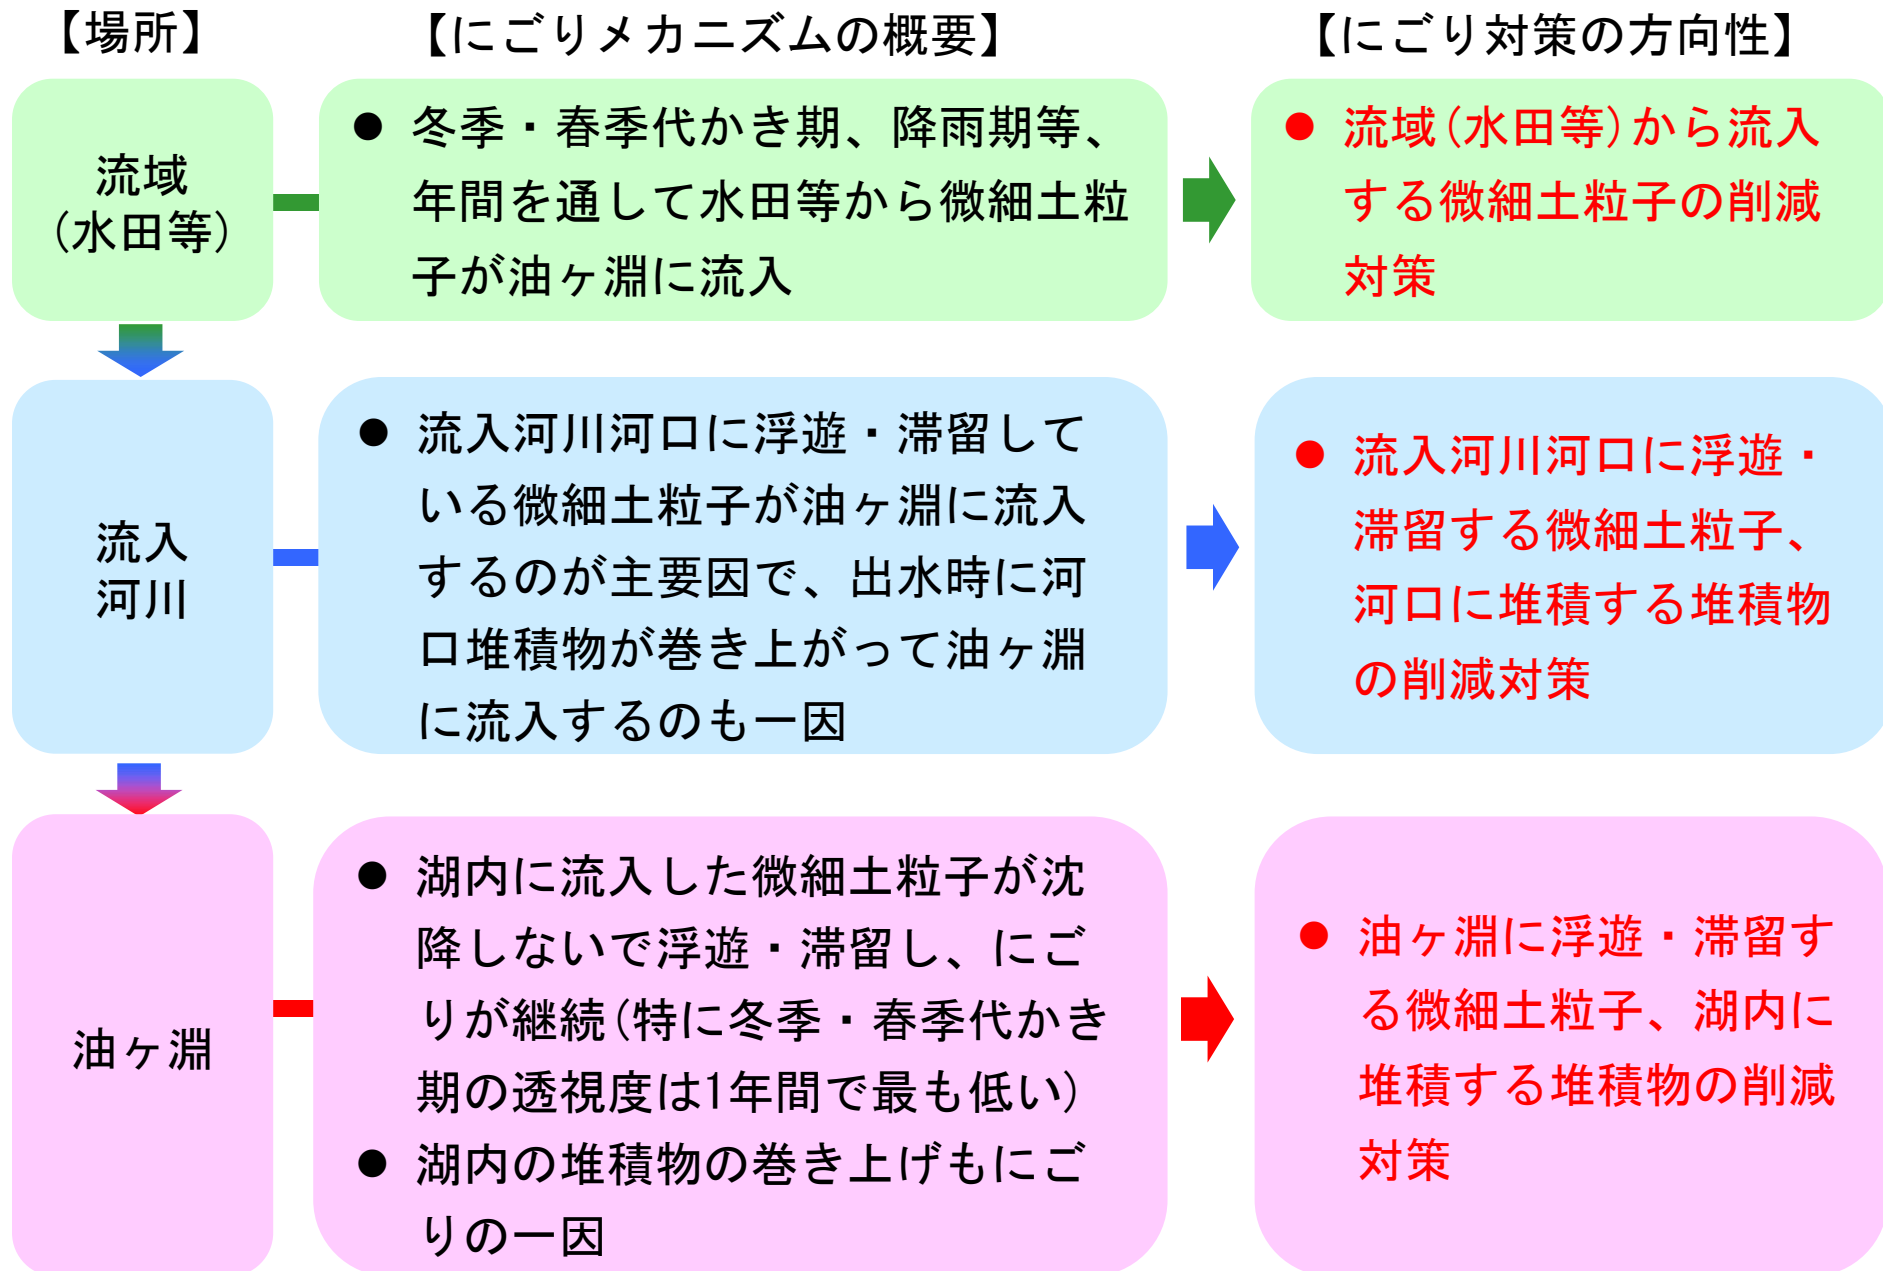 【場所】
【にごりメカニズムの概要】
【にごり対策の方向性】
流域
(水田等)
● 冬季・春季代かき期、降雨期等、
年間を通して水田等から微細土粒
子が油ヶ淵に流入
● 流域(水田等)から流入
する微細土粒子の削減
対策
流入
河川
● 流入河川河口に浮遊・滞留して
いる微細土粒子が油ヶ淵に流入
するのが主要因で、出水時に河
口堆積物が巻き上がって油ヶ淵
に流入するのも一因
● 流入河川河口に浮遊・
滞留する微細土粒子、
河口に堆積する堆積物
の削減対策
油ヶ淵
● 湖内に流入した微細土粒子が沈
降しないで浮遊・滞留し、にご
りが継続(特に冬季・春季代かき
期の透視度は1年間で最も低い)
● 湖内の堆積物の巻き上げもにご
りの一因
● 油ヶ淵に浮遊・滞留す
る微細土粒子、湖内に
堆積する堆積物の削減
対策